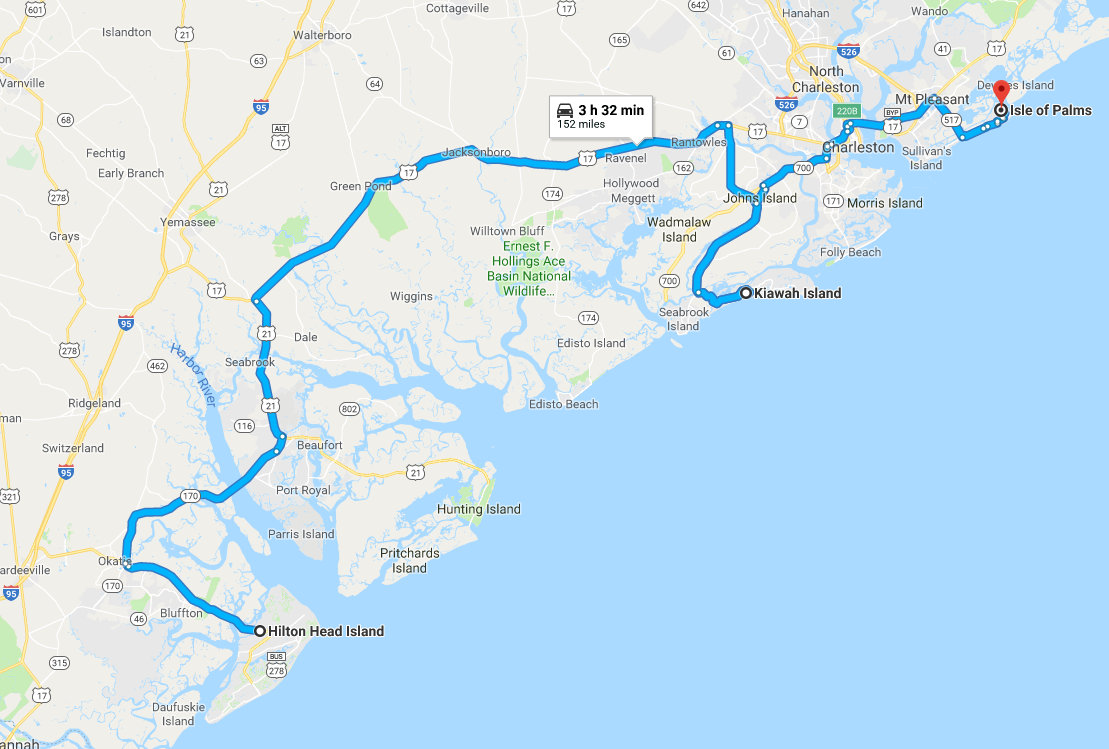 Cottageville
642
Hanahan
Wando
601
17
Islandton
21
Walterboro
165
526
41
17
61
63
North
Charleston
Varnville
64
Dewees Island
95
3 h 32 min
152 miles
526
220B
Mt Pleasant
Isle of Palms
68
ALT
17
7
BYP
17
517
17
Rantowles
Charleston
Sullivan's
Island
Fechtig
Jacksonboro
17
Ravenel
162
700
Early Branch
17
Green Pond
Hollywood
Meggett
278
21
174
Johns Island
171
Morris Island
Yemassee
Wadmalaw
Island
Grays
Willtown Bluff
Ernest F.
Hollings Ace
Basin National
Wildlife...
Folly Beach
17
Wiggins
700
Kiawah Island
Seabrook
Island
95
21
Dale
174
278
462
Seabrook
Edisto Island
Harbor River
Ridgeland
21
802
Edisto Beach
116
Switzerland
Beaufort
95
21
321
170
Port Royal
Hunting Island
Parris Island
Pritchards
Island
Okatie
ardeeville
170
95
46
Bluffton
Hilton Head Island
315
BUS
278
17
Daufuskie
Island
annah